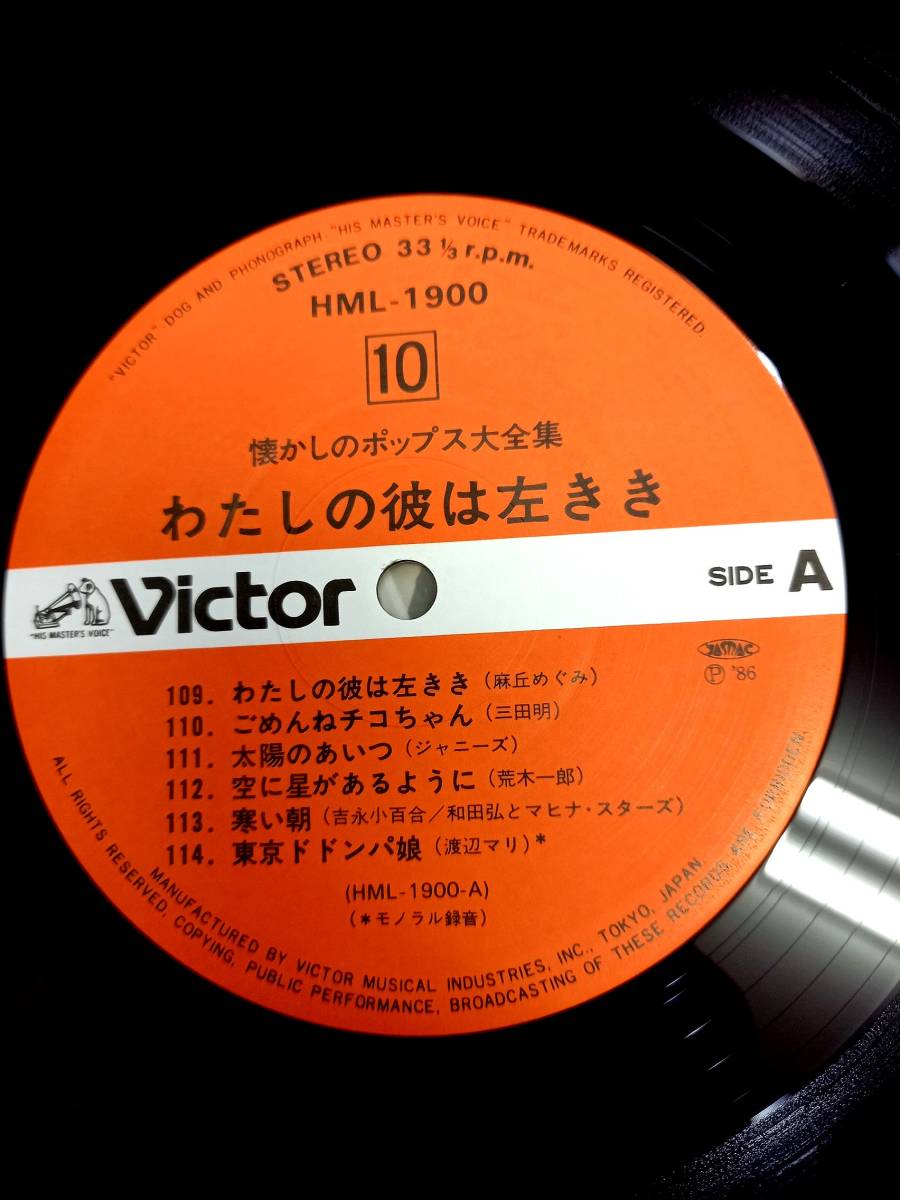 "VICTOR" DOG AND PHONOGRAPH "HIS MASTER'S VOICE" TRADEMARKS REGISTERED.
STEREO 33 1/3 r.p.m.
HML-1900
10
懐かしのポップス大全集
わたしの彼は左きき
"HIS MASTER'S VOICE"
Victor
SIDE A
JASRAC
Ⓟ '86
109. わたしの彼は左きき (麻丘めぐみ)
110. ごめんねチコちゃん (三田明)
111. 太陽のあいつ (ジャニーズ)
112. 空に星があるように (荒木一郎)
113. 寒い朝 (吉永小百合/和田弘とマヒナ・スターズ)
114. 東京ドドンパ娘 (渡辺マリ)*
(HML-1900-A)
(*モノラル録音)
MANUFACTURED BY VICTOR MUSICAL INDUSTRIES, INC., TOKYO, JAPAN.
ALL RIGHTS RESERVED, COPYING, PUBLIC PERFORMANCE, BROADCASTING OF THESE RECORDS ARE FORBIDDEN.